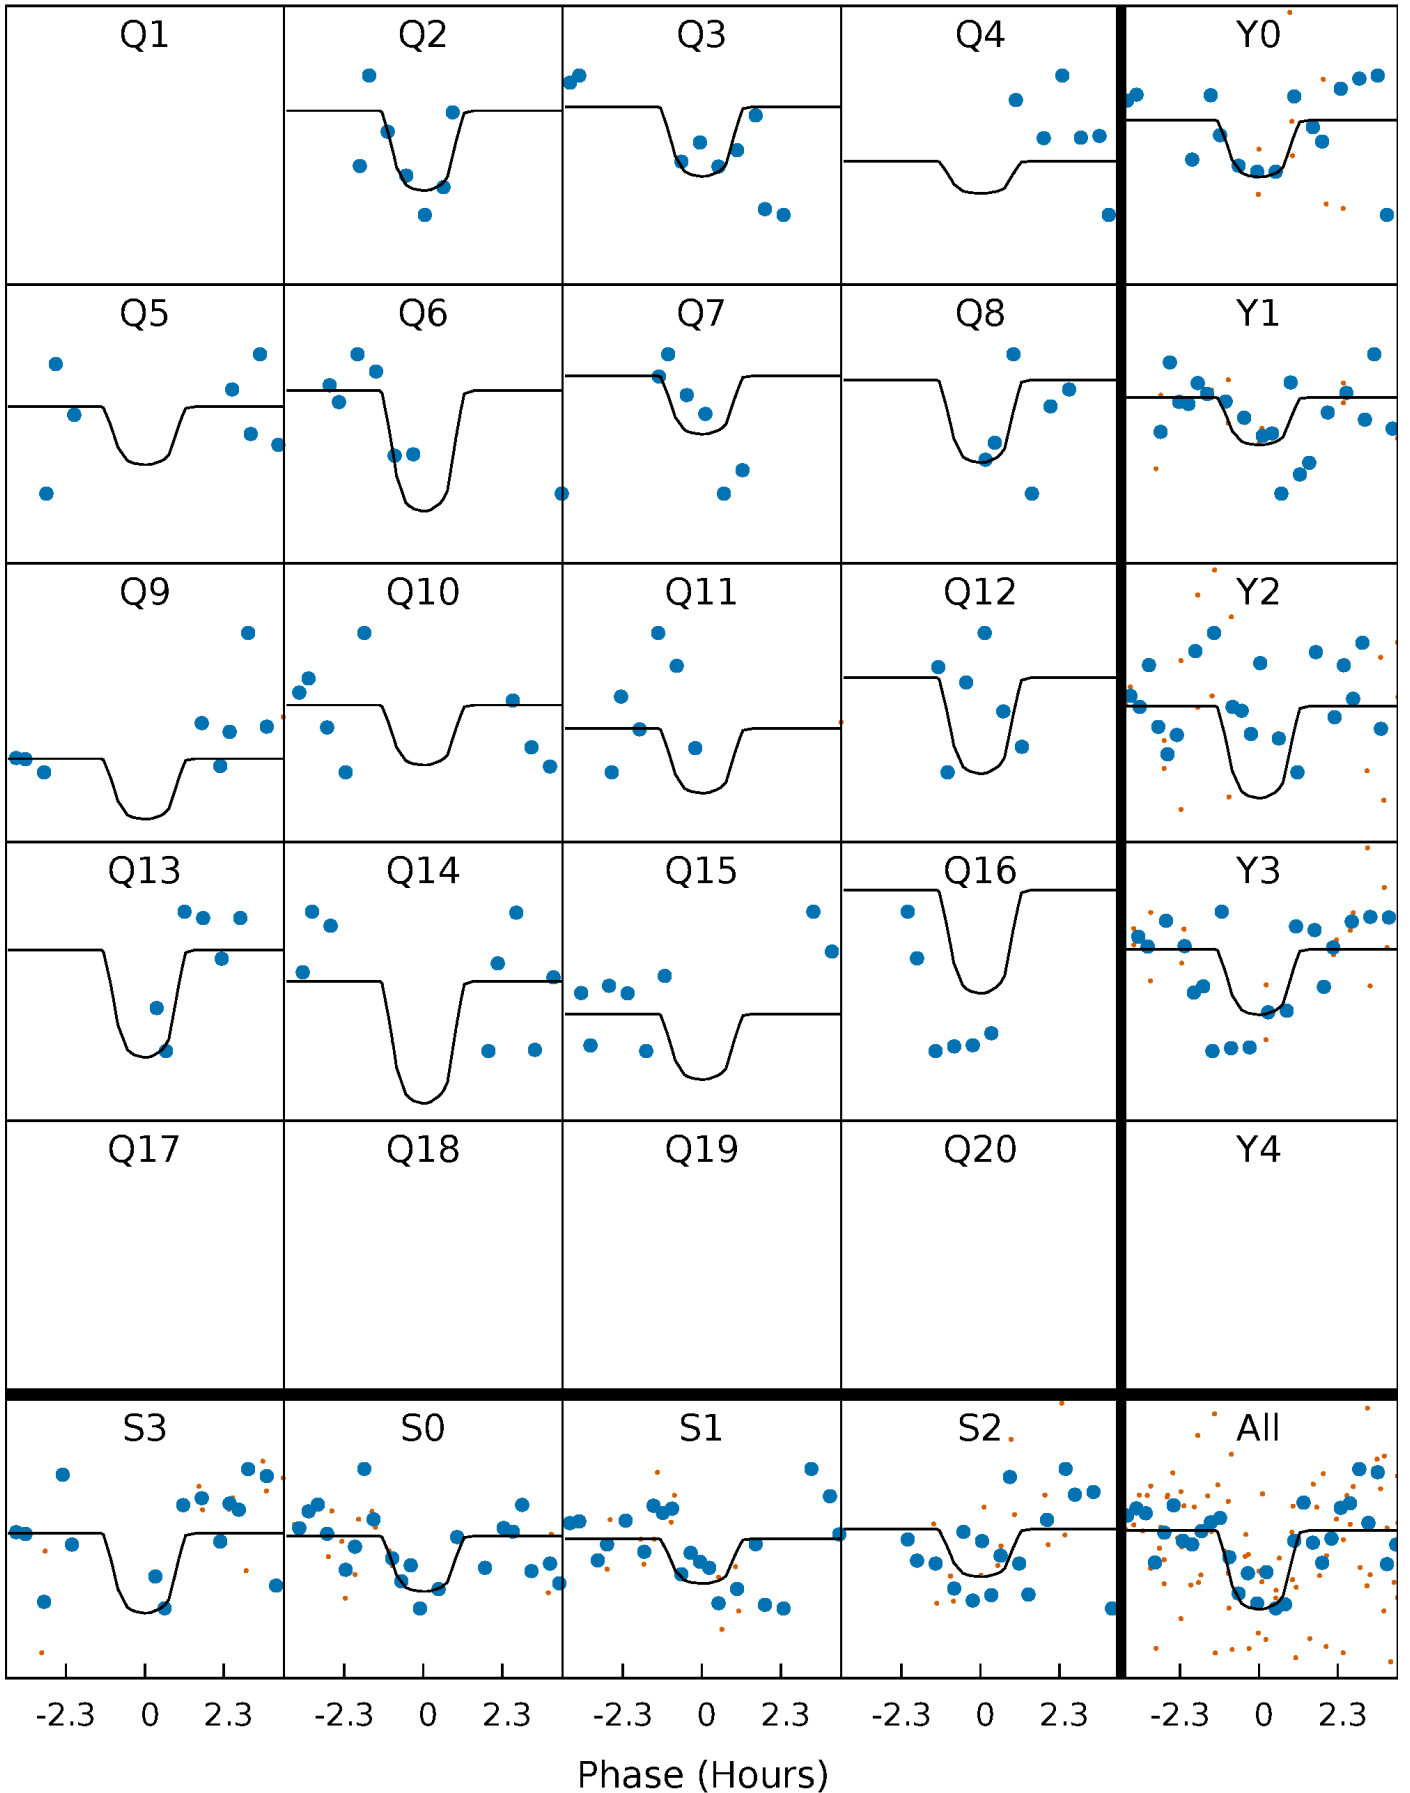 Q1 Q2 Q3 Q4 Y0
Q5 Q6 Q7 Q8 Y1
Q9 Q10 Q11 Q12 Y2
Q13 Q14 Q15 Q16 Y3
Q17 Q18 Q19 Q20 Y4
S3 S0 S1 S2 All
-2.3 0 2.3 -2.3 0 2.3 -2.3 0 2.3 -2.3 0 2.3 -2.3 0 2.3
Phase (Hours)